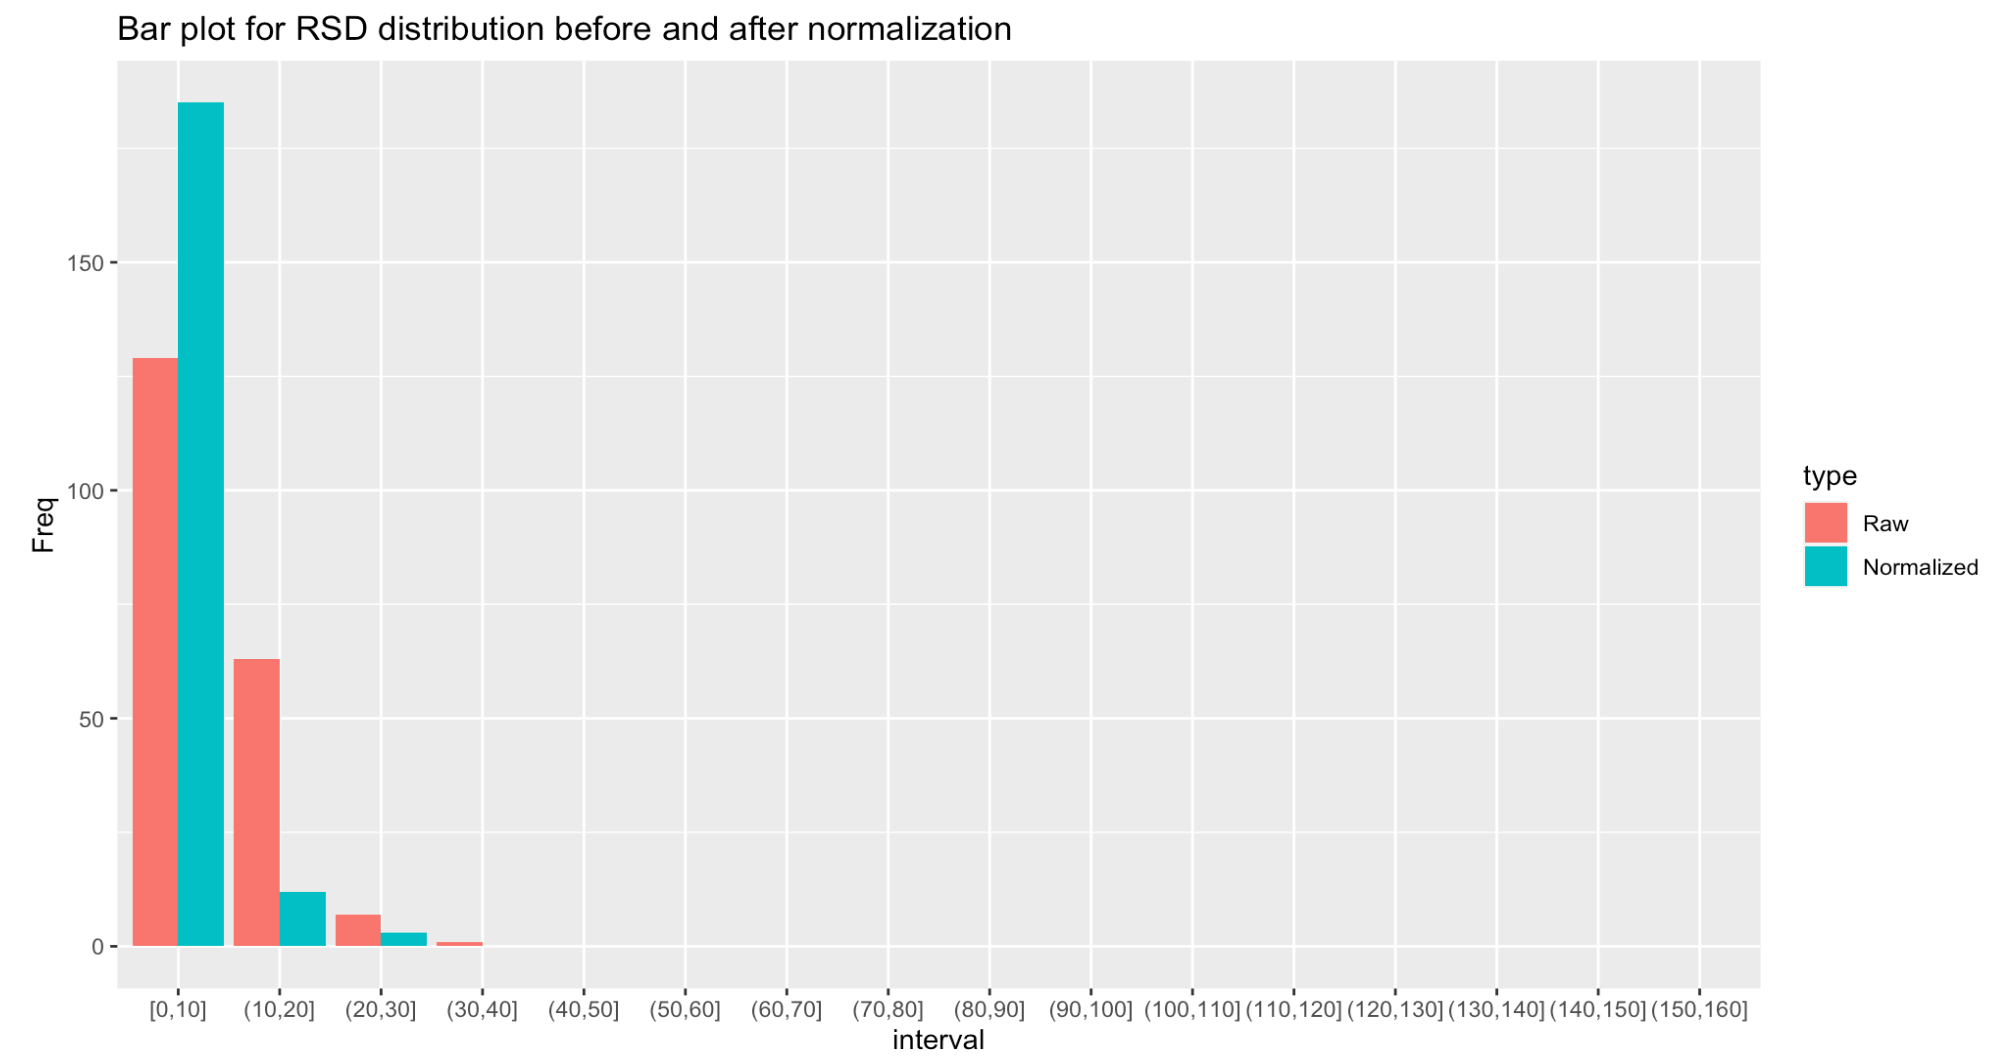 Bar plot for RSD distribution before and after normalization
150
100
50
0
Freq
[0,10] (10,20] (20,30] (30,40] (40,50] (50,60] (60,70] (70,80] (80,90] (90,100] (100,110] (110,120] (120,130] (130,140] (140,150] (150,160]
interval
type
Raw
Normalized